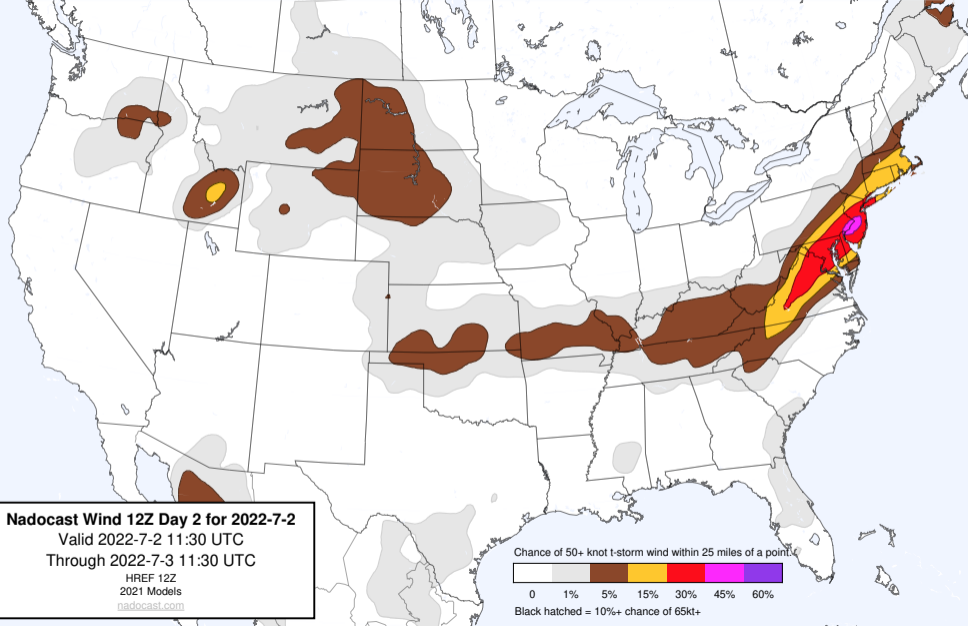 Nadocast Wind 12Z Day 2 for 2022-7-2
Valid 2022-7-2 11:30 UTC
Through 2022-7-3 11:30 UTC
HREF 12Z
2021 Models
nadocast.com
Chance of 50+ knot t-storm wind within 25 miles of a point.
0 1% 5% 15% 30% 45% 60%
Black hatched = 10%+ chance of 65kt+